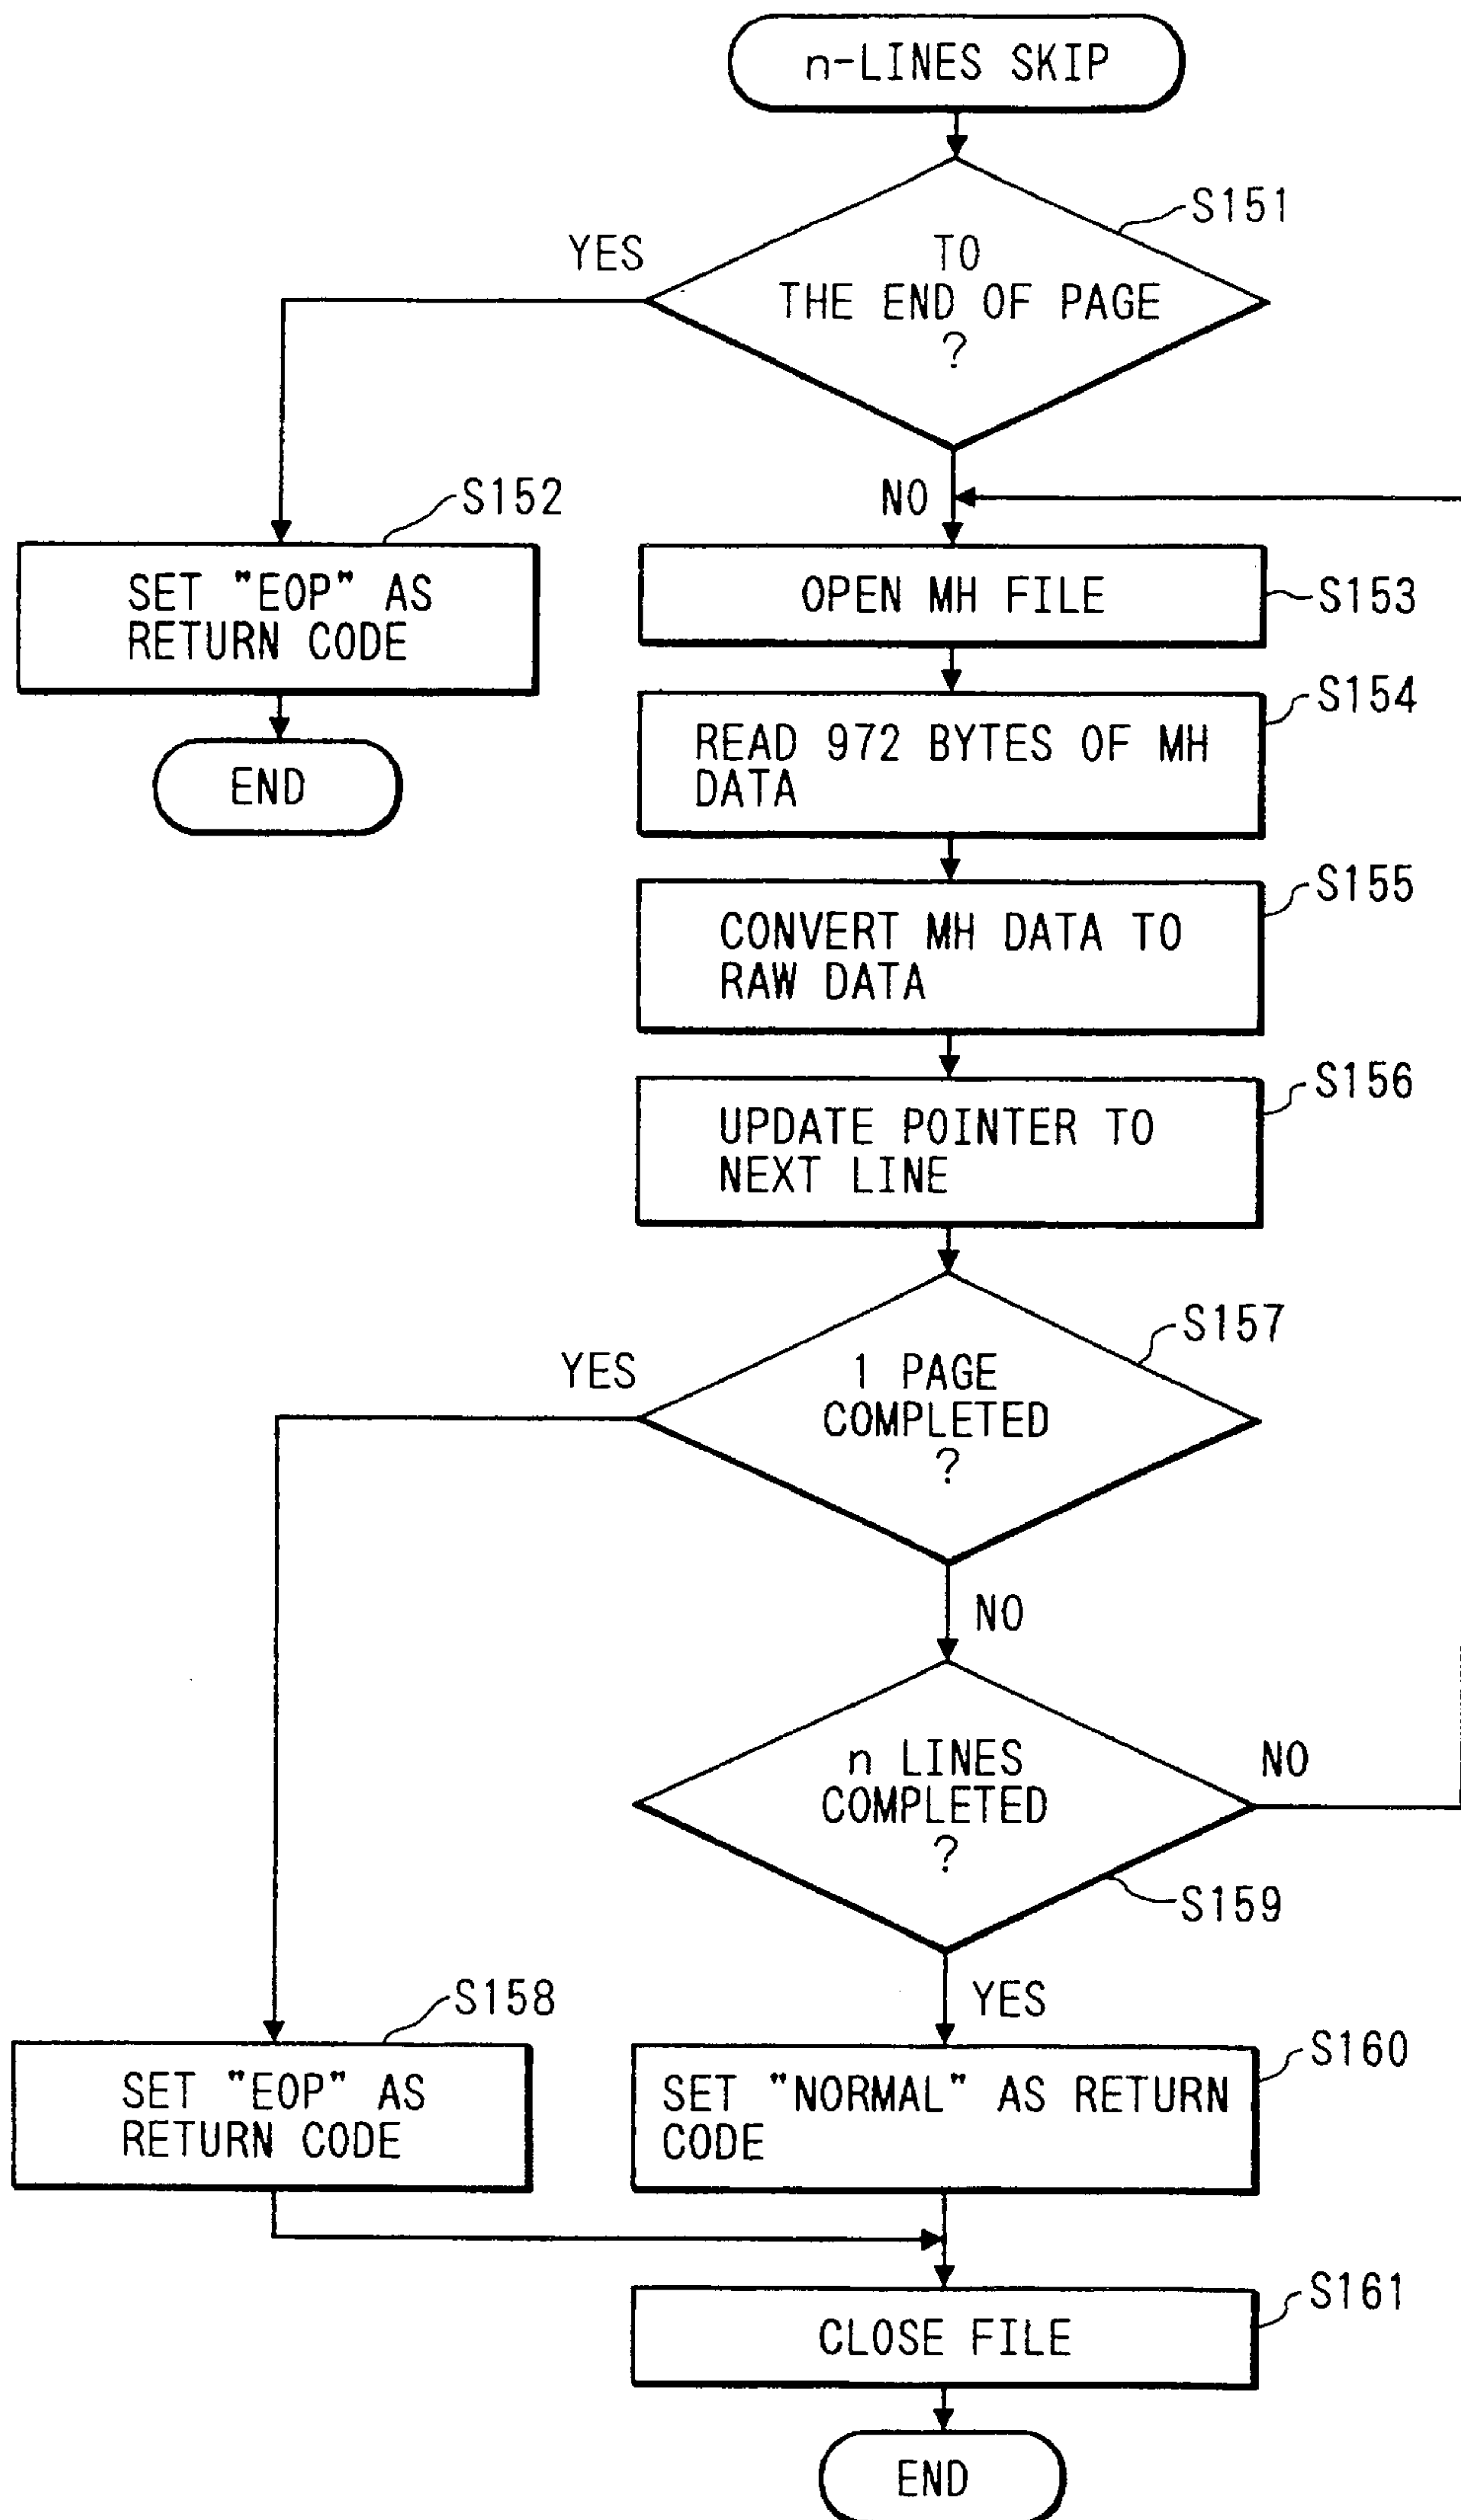 n-LINES SKIP
S151
YES
TO
THE END OF PAGE
?
NO
S152
SET "EOP" AS
RETURN CODE
END
OPEN MH FILE
S153
S154
READ 972 BYTES OF MH
DATA
S155
CONVERT MH DATA TO
RAW DATA
S156
UPDATE POINTER TO
NEXT LINE
S157
YES
1 PAGE
COMPLETED
?
NO
n LINES
COMPLETED
?
NO
S159
YES
S158
SET "EOP" AS
RETURN CODE
S160
SET "NORMAL" AS RETURN
CODE
S161
CLOSE FILE
END